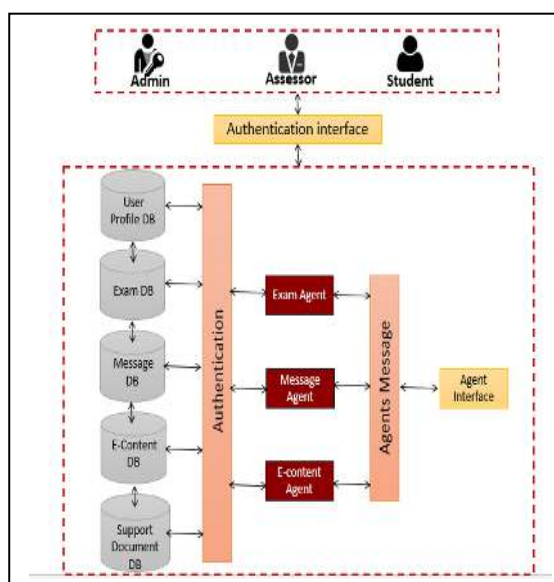 Admin
Assessor
Student
Authentication interface
User
Profile DB
Exam DB
Message
DB
E-Content
DB
Support
Document
DB
Authentication
Exam Agent
Message
Agent
E-content
Agent
Agents Message
Agent
Interface